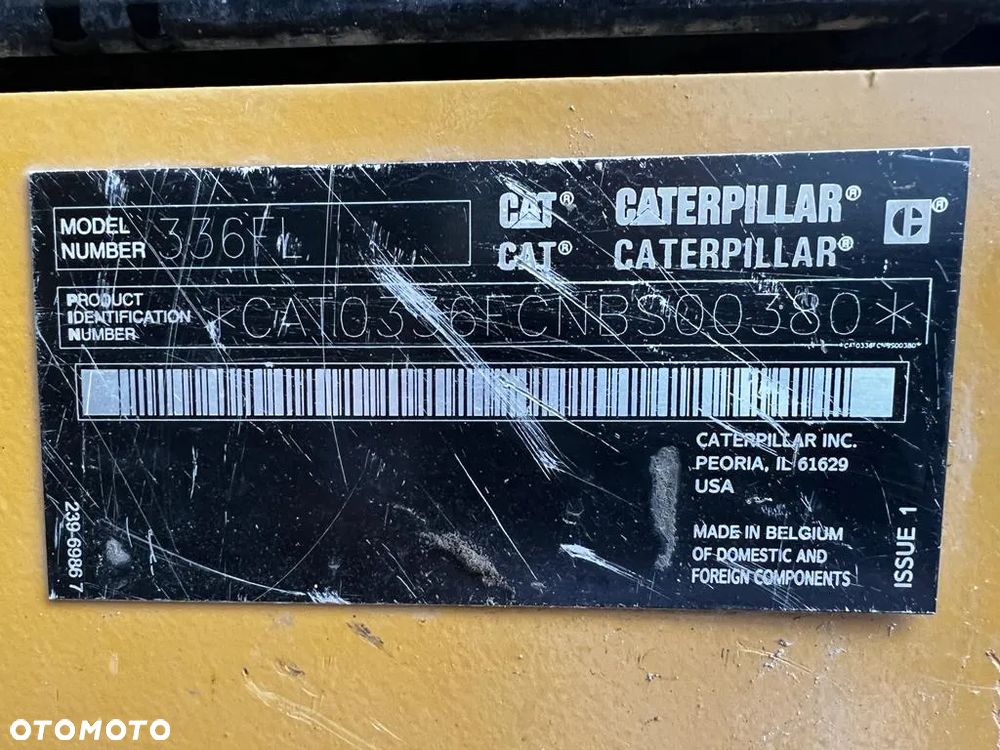 MODEL
NUMBER 336FL
CAT® CATERPILLAR® ®
CAT® CATERPILLAR®
PRODUCT
IDENTIFICATION
NUMBER *CAT0336FCNBS00380*
*CAT0336FCNBS00380*
CATERPILLAR INC.
PEORIA, IL 61629
USA
MADE IN BELGIUM
OF DOMESTIC AND
FOREIGN COMPONENTS
ISSUE 1
239-6986 7
OTOMOTO